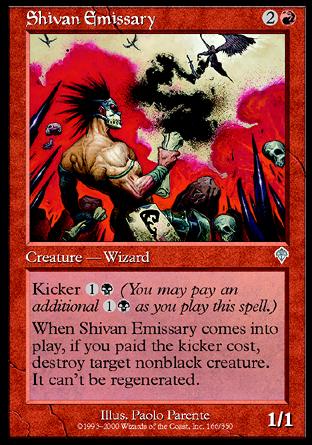 Shivan Emissary 2
Creature — Wizard
Kicker 1 (You may pay an
additional 1 as you play this spell.)
When Shivan Emissary comes into
play, if you paid the kicker cost,
destroy target nonblack creature.
It can't be regenerated.
Illus. Paolo Parente
©1993–2000 Wizards of the Coast, Inc. 166/350
1/1